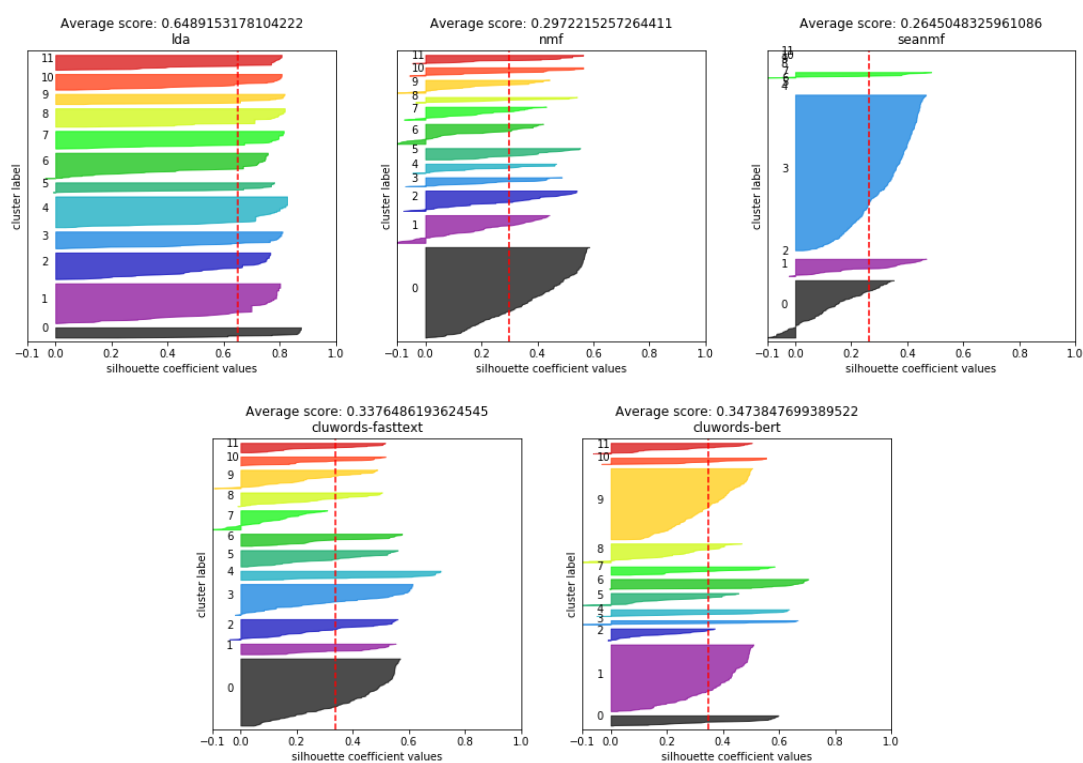 Average score: 0.6489153178104222
lda
11
10
9
8
7
6
5
4
3
2
1
0
cluster label
−0.1 0.0 0.2 0.4 0.6 0.8 1.0
silhouette coefficient values
Average score: 0.2972215257264411
nmf
11
10
9
8
7
6
5
4
3
2
1
0
cluster label
−0.1 0.0 0.2 0.4 0.6 0.8 1.0
silhouette coefficient values
Average score: 0.2645048325961086
seanmf
11
7
3
2
1
0
cluster label
−0.1 0.0 0.2 0.4 0.6 0.8 1.0
silhouette coefficient values
Average score: 0.3376486193624545
cluwords-fasttext
11
10
9
8
7
6
5
4
3
2
1
0
cluster label
−0.1 0.0 0.2 0.4 0.6 0.8 1.0
silhouette coefficient values
Average score: 0.3473847699389522
cluwords-bert
11
10
9
8
7
6
5
4
3
2
1
0
cluster label
−0.1 0.0 0.2 0.4 0.6 0.8 1.0
silhouette coefficient values